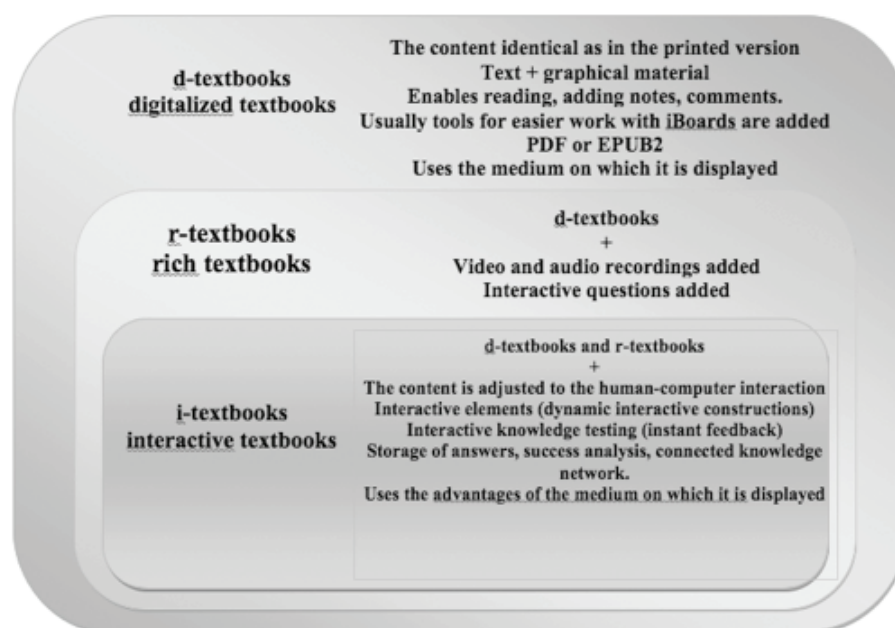 d-textbooks
digitalized textbooks
The content identical as in the printed version
Text + graphical material
Enables reading, adding notes, comments.
Usually tools for easier work with iBoards are added
PDF or EPUB2
Uses the medium on which it is displayed
r-textbooks
rich textbooks
d-textbooks
+
Video and audio recordings added
Interactive questions added
i-textbooks
interactive textbooks
d-textbooks and r-textbooks
+
The content is adjusted to the human-computer interaction
Interactive elements (dynamic interactive constructions)
Interactive knowledge testing (instant feedback)
Storage of answers, success analysis, connected knowledge
network.
Uses the advantages of the medium on which it is displayed